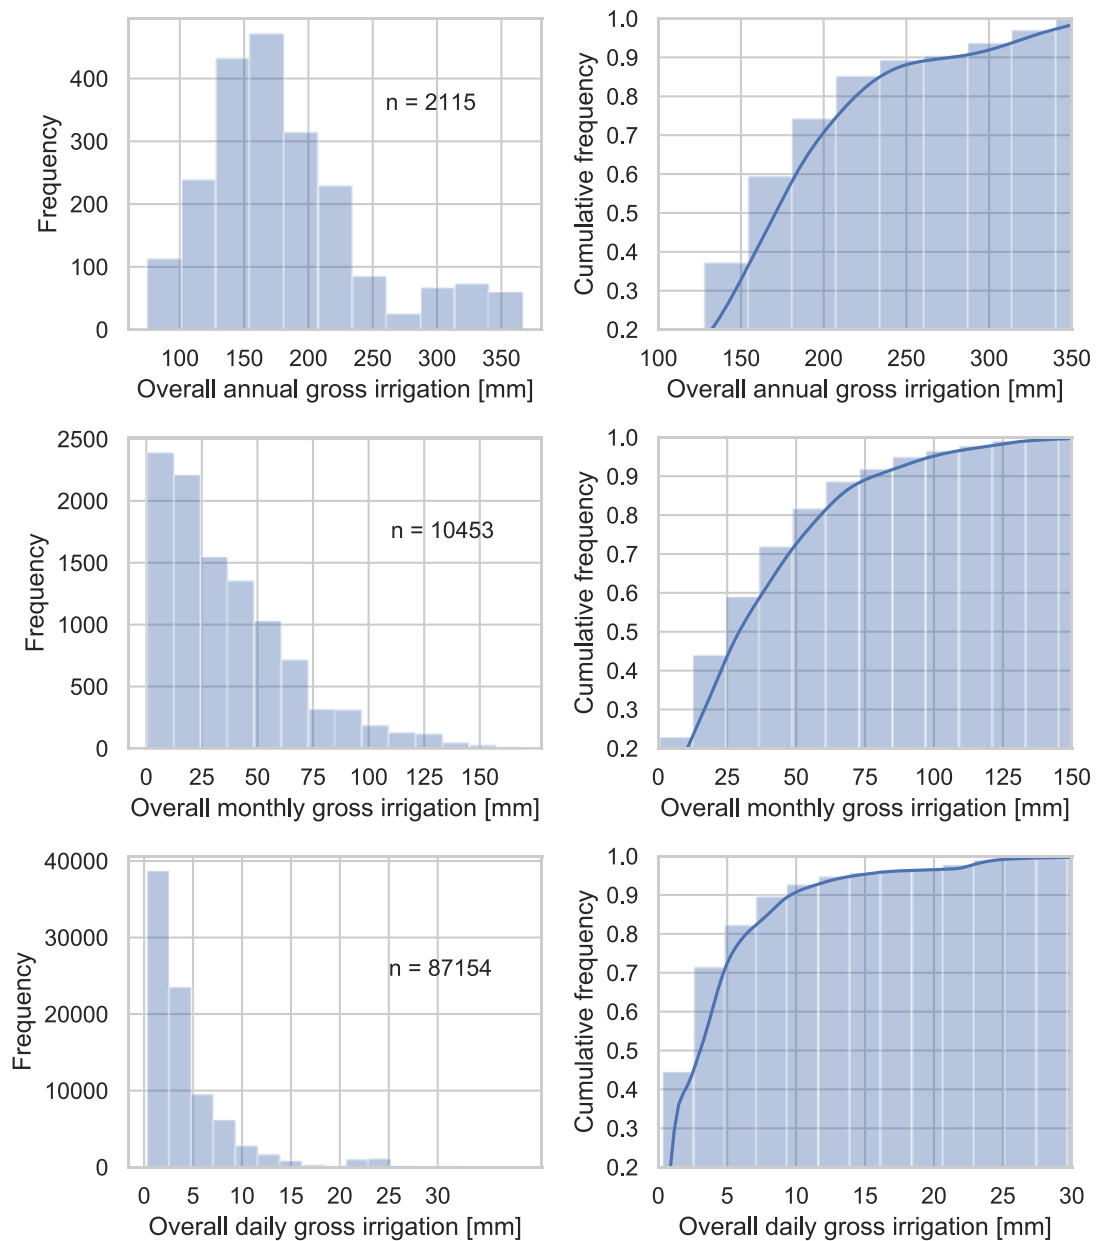 Frequency
400
300
200
100
0
n = 2115
100 150 200 250 300 350
Overall annual gross irrigation [mm]
Cumulative frequency
1.0
0.9
0.8
0.7
0.6
0.5
0.4
0.3
0.2
100 150 200 250 300 350
Overall annual gross irrigation [mm]
Frequency
2500
2000
1500
1000
500
0
n = 10453
0 25 50 75 100 125 150
Overall monthly gross irrigation [mm]
Cumulative frequency
1.0
0.9
0.8
0.7
0.6
0.5
0.4
0.3
0.2
0 25 50 75 100 125 150
Overall monthly gross irrigation [mm]
Frequency
40000
30000
20000
10000
0
n = 87154
0 5 10 15 20 25 30
Overall daily gross irrigation [mm]
Cumulative frequency
1.0
0.9
0.8
0.7
0.6
0.5
0.4
0.3
0.2
0 5 10 15 20 25 30
Overall daily gross irrigation [mm]